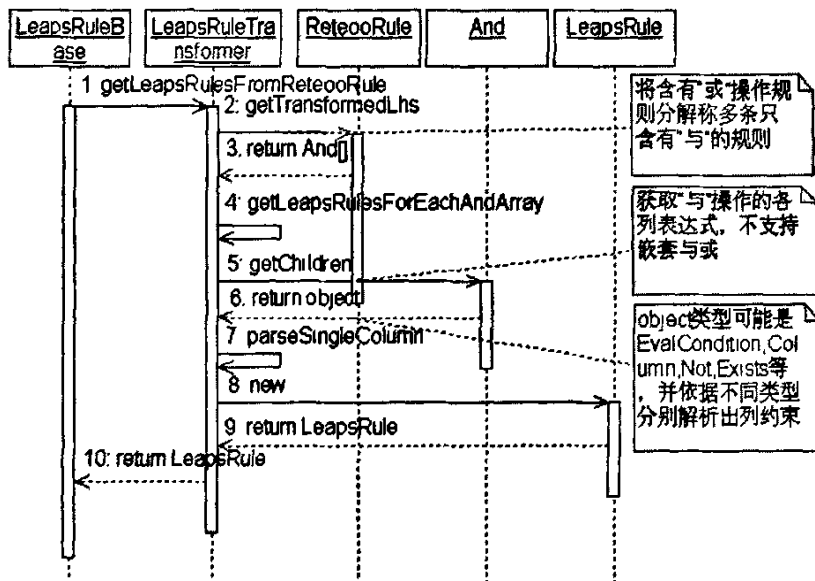 LeapsRuleB
ase
LeapsRuleTra
nsformer
ReteooRule
And
LeapsRule
1 getLeapsRulesFromReteooRule
2: getTransformedLhs
3. return And[]
4: getLeapsRulesForEachAndArray
5: getChildren
6. return object
7 parseSingleColumn
8 new
9 return LeapsRule
10: return LeapsRule
将含有"或"操作规
则分解称多条只
含有"与"的规则
获取"与"操作的各
列表达式，不支持
嵌套与或
object类型可能是
EvalCondition,Col
umn,Not,Exists等
，并依据不同类型
分别解析出列约束